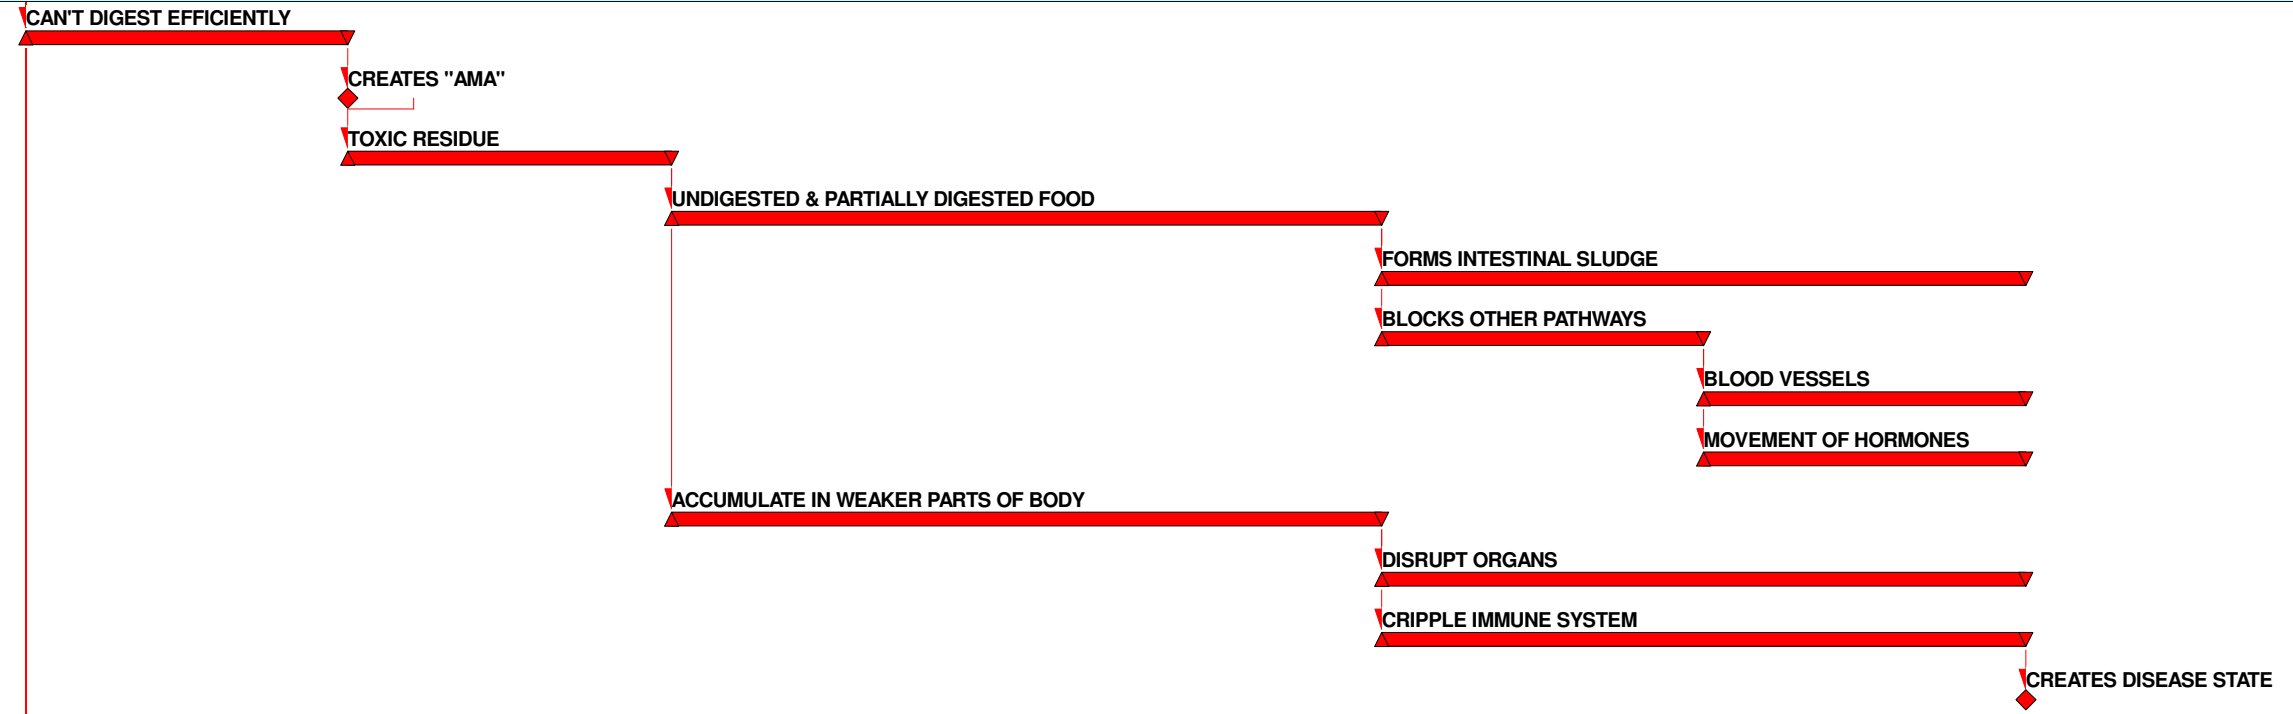 CAN'T DIGEST EFFICIENTLY
CREATES "AMA"
TOXIC RESIDUE
UNDIGESTED & PARTIALLY DIGESTED FOOD
FORMS INTESTINAL SLUDGE
BLOCKS OTHER PATHWAYS
BLOOD VESSELS
MOVEMENT OF HORMONES
ACCUMULATE IN WEAKER PARTS OF BODY
DISRUPT ORGANS
CRIPPLE IMMUNE SYSTEM
CREATES DISEASE STATE